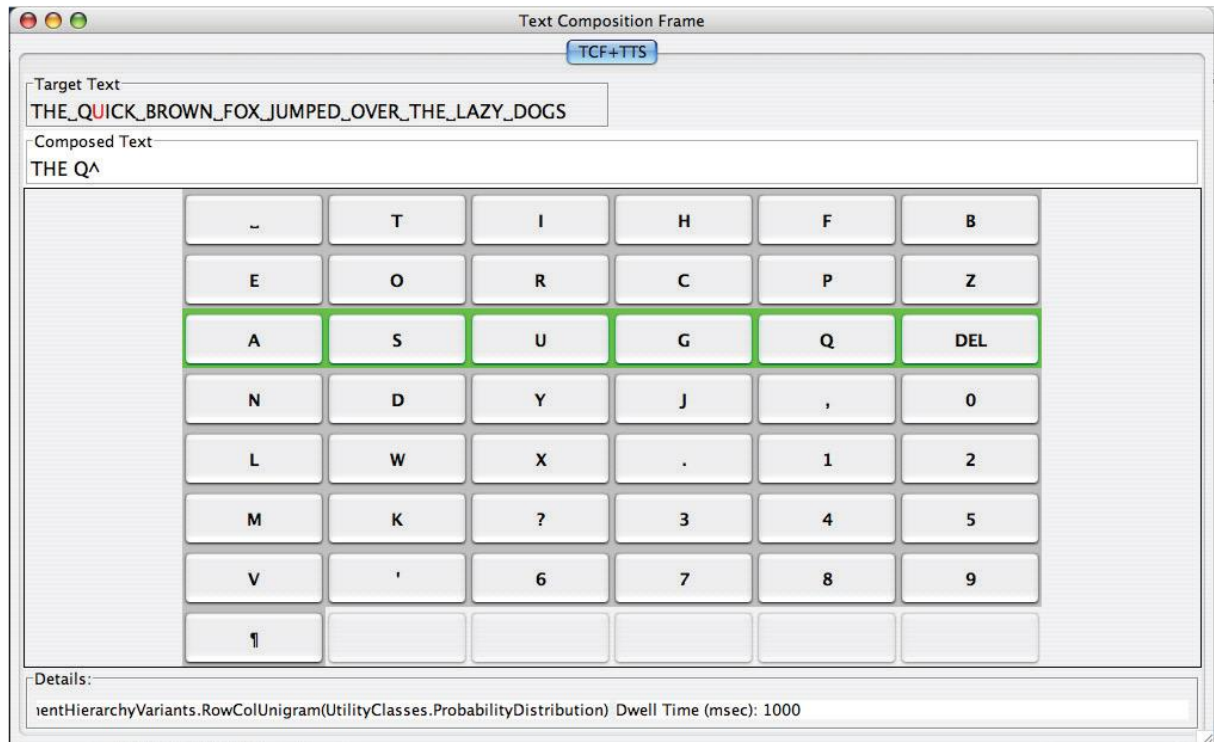 Text Composition Frame
TCF+TTS
Target Text
THE_QUICK_BROWN_FOX_JUMPED_OVER_THE_LAZY_DOGS
Composed Text
THE Q^
␣ T I H F B
E O R C P Z
A S U G Q DEL
N D Y J , 0
L W X . 1 2
M K ? 3 4 5
V ' 6 7 8 9
¶
Details:
entHierarchyVariants.RowColUnigram(UtilityClasses.ProbabilityDistribution) Dwell Time (msec): 1000